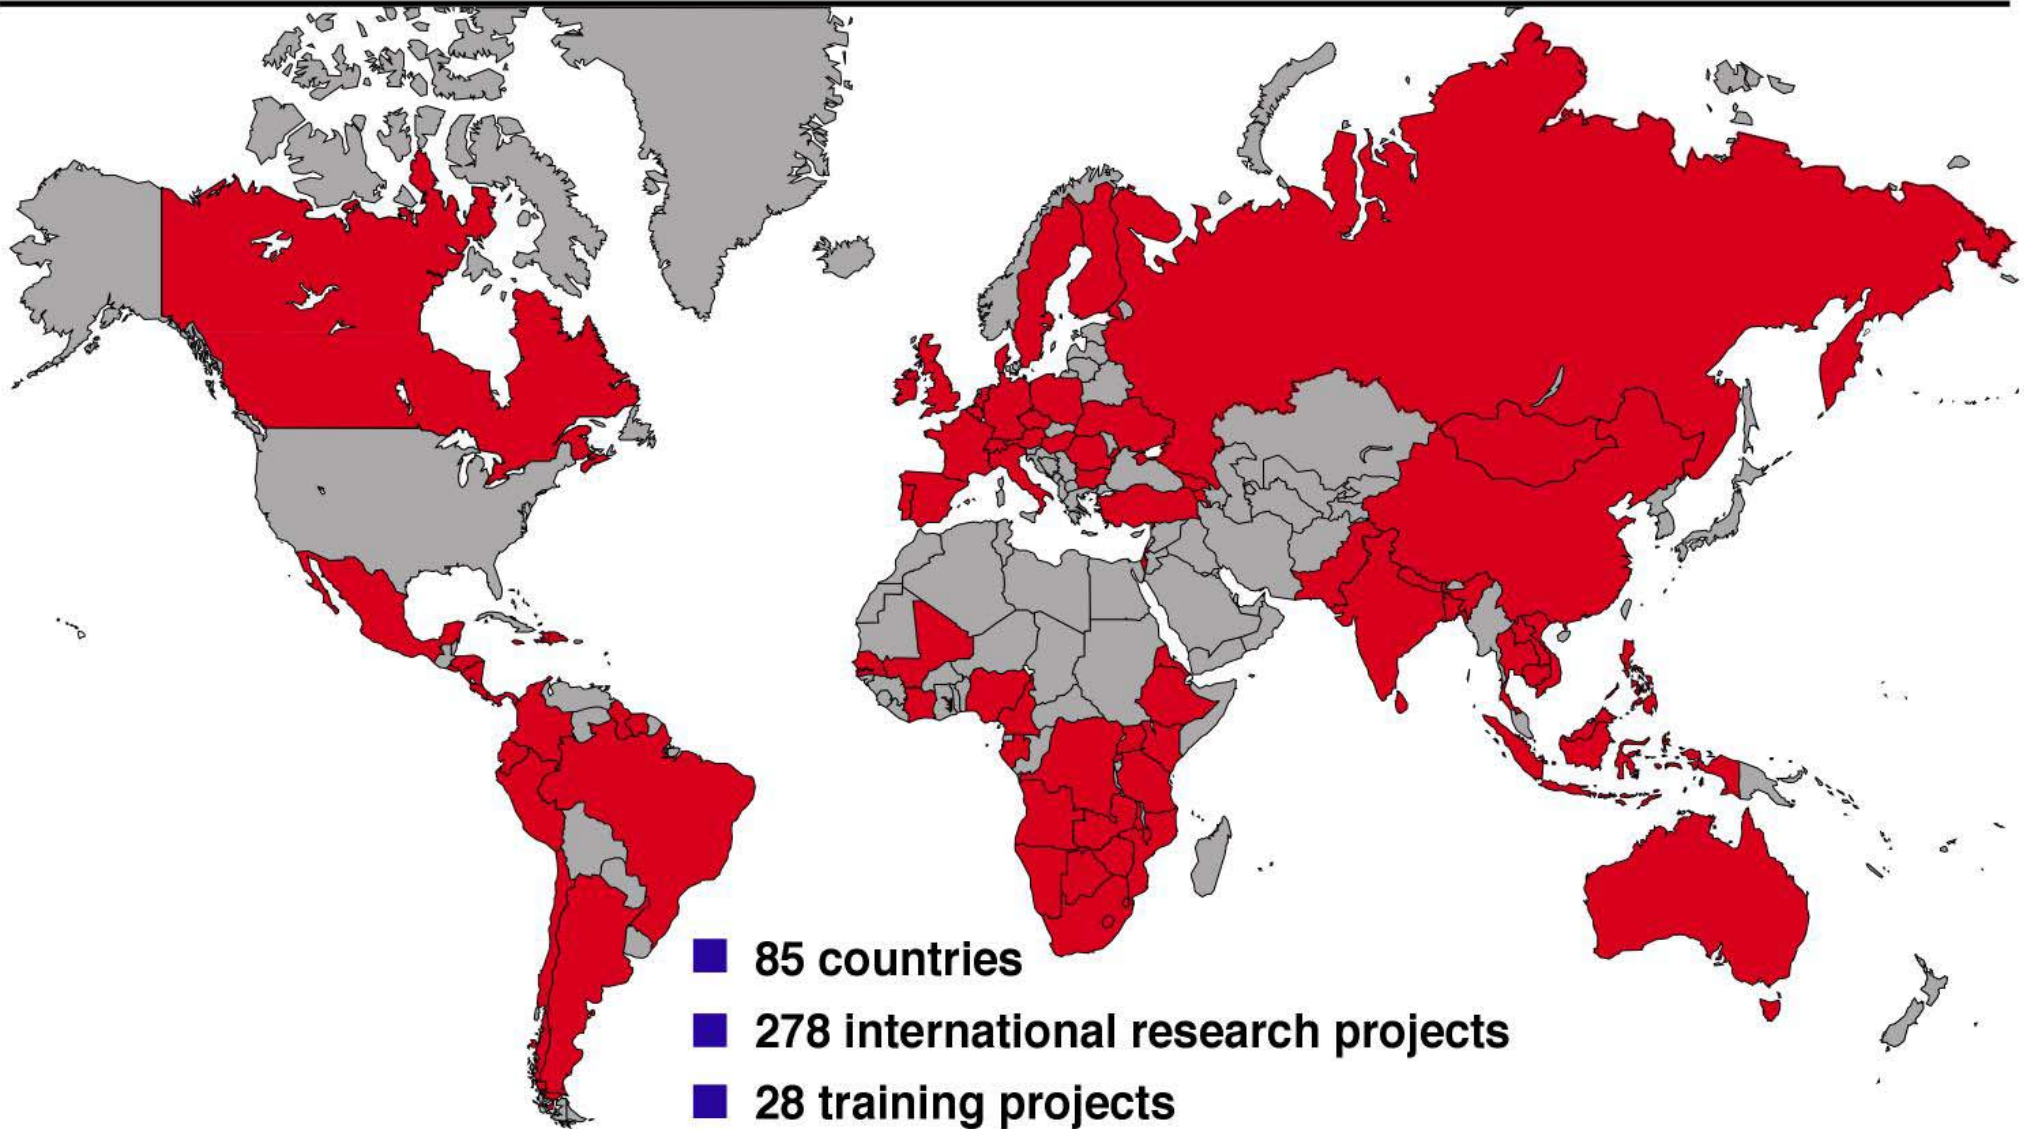 85 countries
278 international research projects
28 training projects